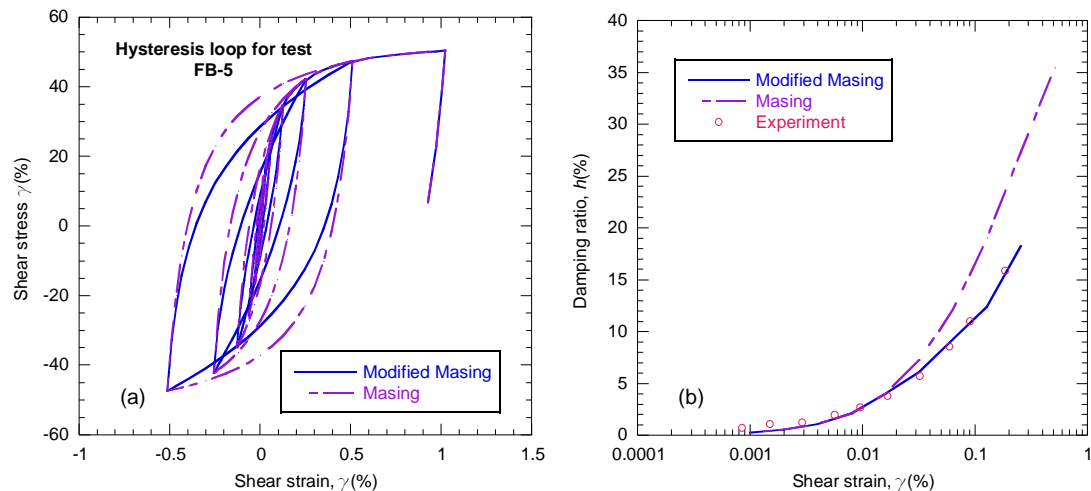 Hysteresis loop for test
FB-5
Shear stress γ(%)
60
40
20
0
-20
-40
-60
-1
-0.5
0
0.5
1
1.5
Shear strain, γ(%)
(a)
Modified Masing
Masing
Damping ratio, h(%)
40
35
30
25
20
15
10
5
0
0.0001
0.001
0.01
0.1
1
Shear strain, γ(%)
(b)
Modified Masing
Masing
Experiment